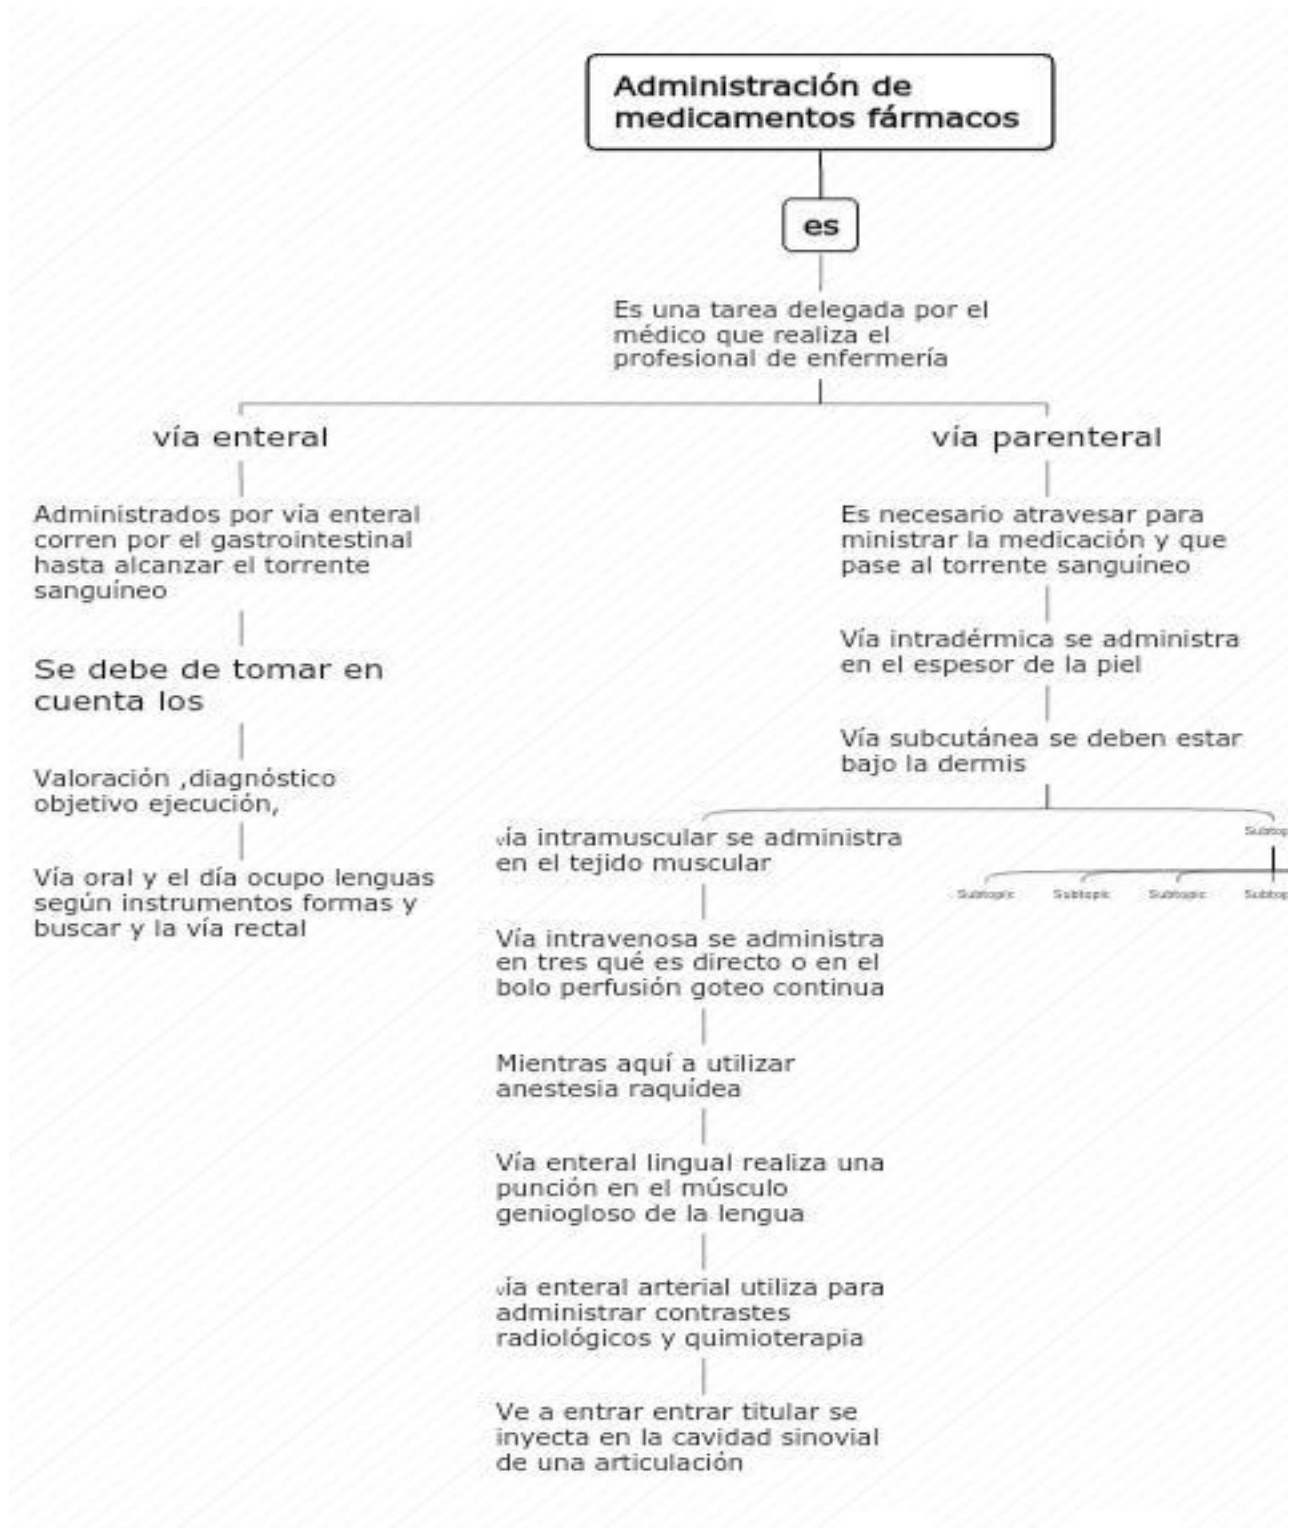 Administración de
medicamentos fármacos
es
Es una tarea delegada por el
médico que realiza el
profesional de enfermería
vía enteral
Administrados por vía enteral
corren por el gastrointestinal
hasta alcanzar el torrente
sanguíneo
Se debe de tomar en
cuenta los
Valoración ,diagnóstico
objetivo ejecución,
Vía oral y el día ocupo lenguas
según instrumentos formas y
buscar y la vía rectal
vía parenteral
Es necesario atravesar para
ministrar la medicación y que
pase al torrente sanguíneo
Vía intradérmica se administra
en el espesor de la piel
Vía subcutánea se deben estar
bajo la dermis
vía intramuscular se administra
en el tejido muscular
Vía intravenosa se administra
en tres qué es directo o en el
bolo perfusión goteo continua
Mientras aquí a utilizar
anestesia raquídea
Vía enteral lingual realiza una
punción en el músculo
geniogloso de la lengua
vía enteral arterial utiliza para
administrar contrastes
radiológicos y quimioterapia
Ve a entrar entrar titular se
inyecta en la cavidad sinovial
de una articulación
Subtop
Subtopic
Subtopic
Subtopic
Subtop